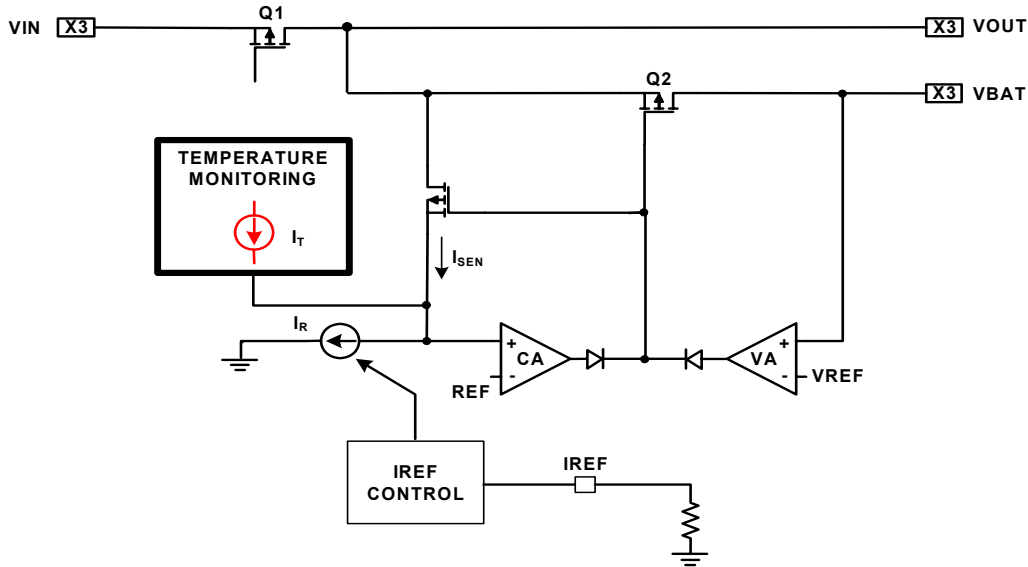 Q1
VIN X3
X3 VOUT
Q2
X3 VBAT
TEMPERATURE
MONITORING
IT
ISEN
IR
+
CA
-
REF
+
VA
-
VREF
IREF
CONTROL
IREF